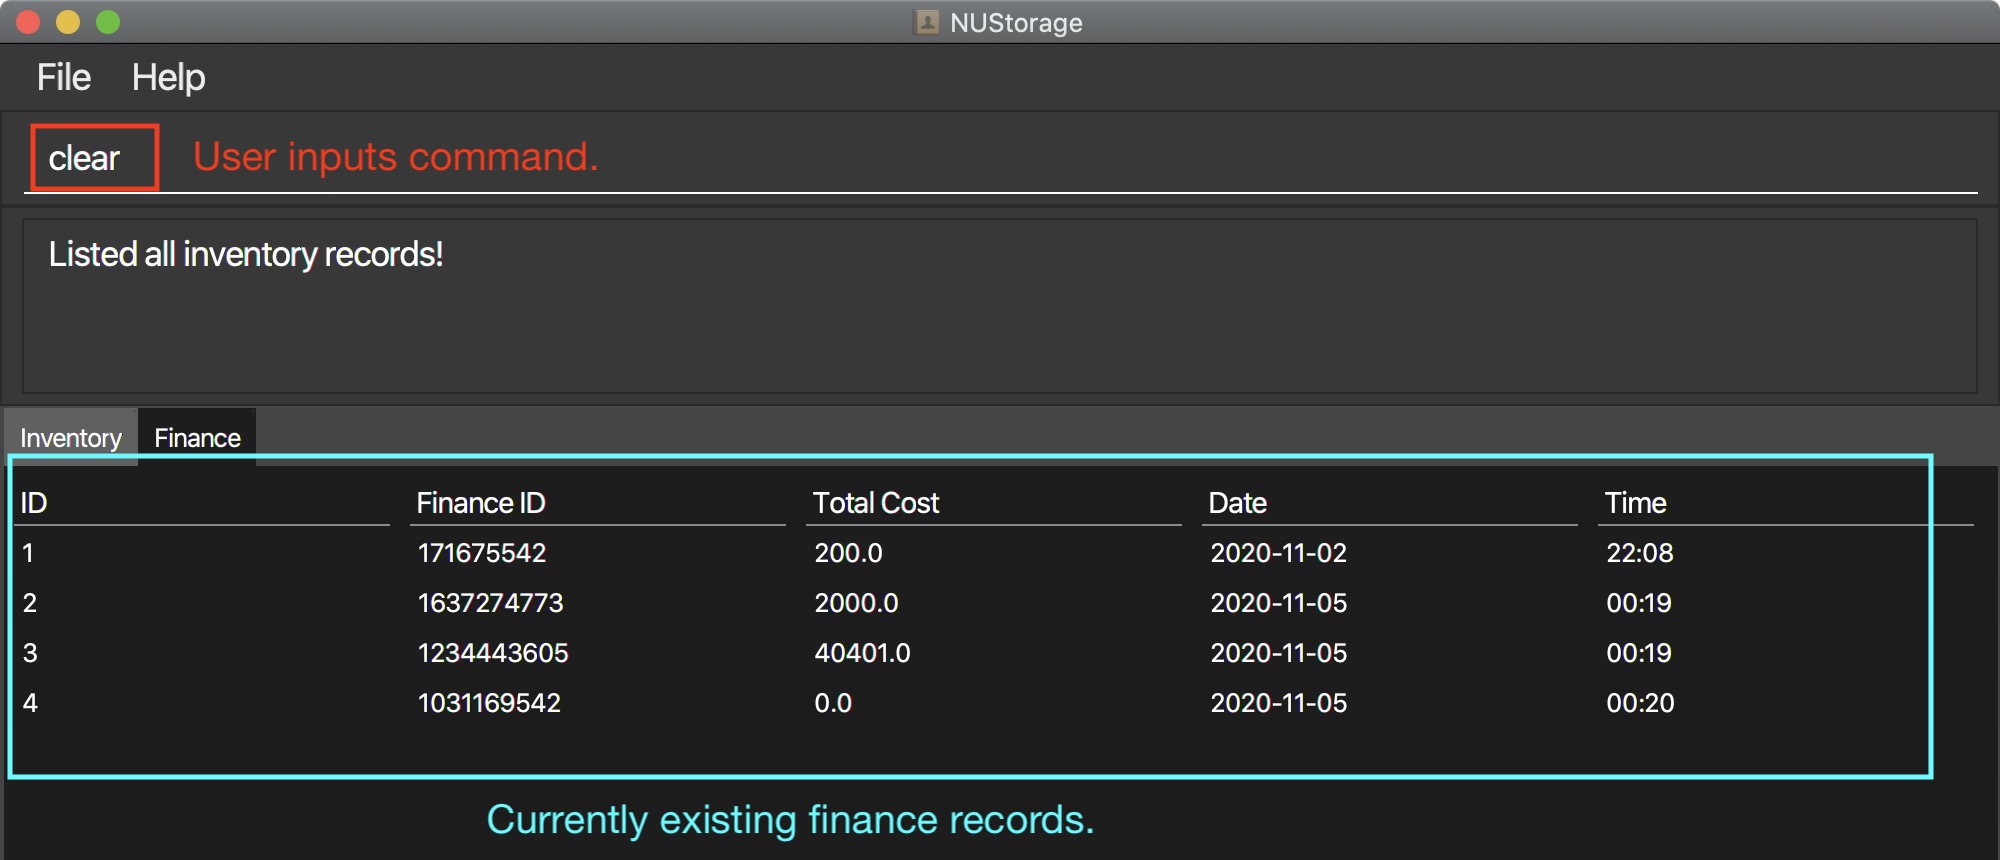 NUStorage
File Help
clear User inputs command.
Listed all inventory records!
Inventory Finance
ID Finance ID Total Cost Date Time
1 171675542 200.0 2020-11-02 22:08
2 1637274773 2000.0 2020-11-05 00:19
3 1234443605 40401.0 2020-11-05 00:19
4 1031169542 0.0 2020-11-05 00:20
Currently existing finance records.